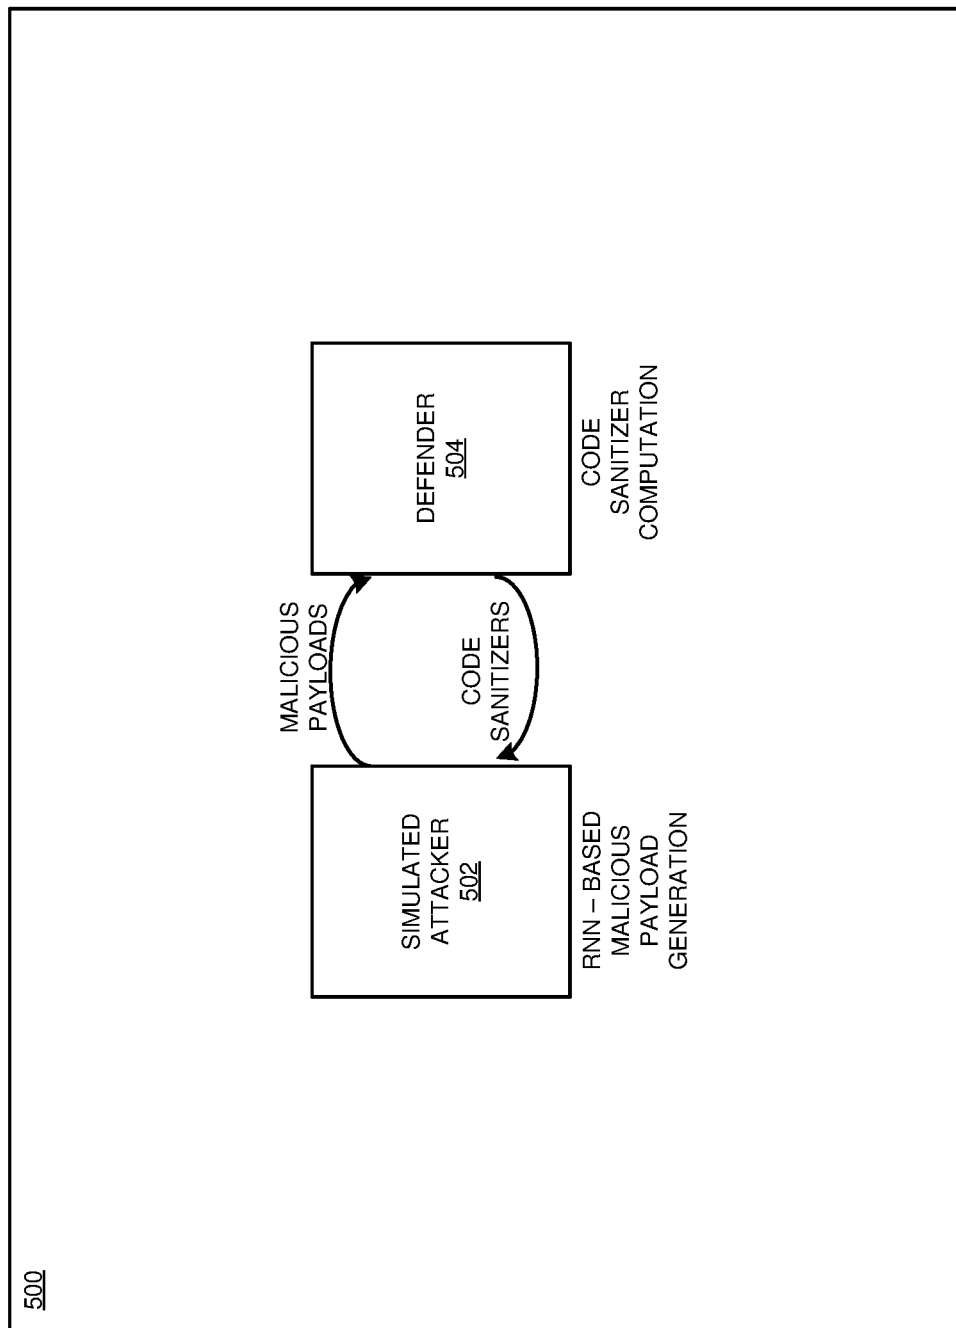 500
MALICIOUS
PAYLOADS
SIMULATED
ATTACKER
502
DEFENDER
504
CODE
SANITIZERS
RNN – BASED
MALICIOUS
PAYLOAD
GENERATION
CODE
SANITIZER
COMPUTATION